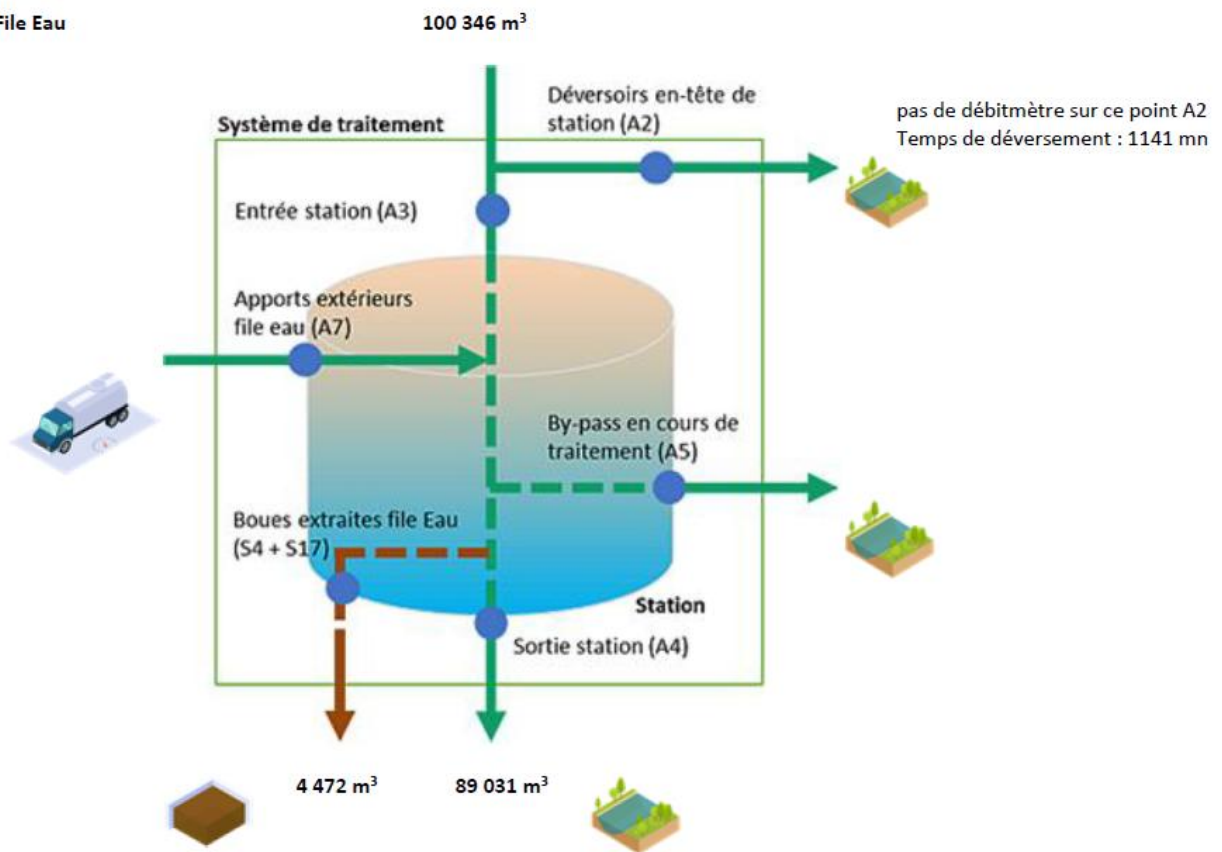 File Eau
100 346 m³
Déversoirs en-tête de
station (A2)
pas de débitmètre sur ce point A2
Temps de déversement : 1141 mn
Système de traitement
Entrée station (A3)
Apports extérieurs
file eau (A7)
By-pass en cours de
traitement (A5)
Boues extraites file Eau
(S4 + S17)
Station
Sortie station (A4)
4 472 m³
89 031 m³